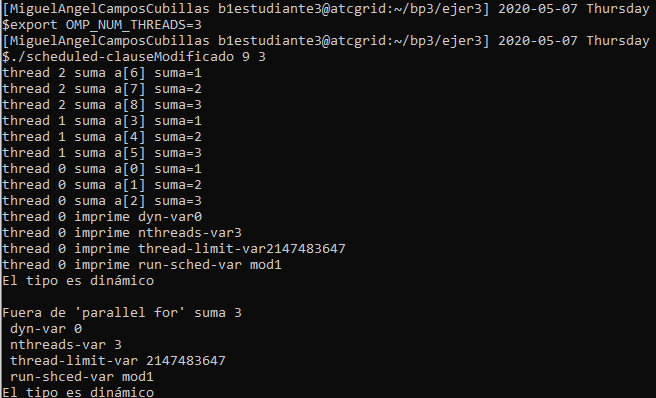 [MiguelAngelCamposCubillas b1estudiante3@atcgrid:~/bp3/ejer3] 2020-05-07 Thursday
$export OMP_NUM_THREADS=3
[MiguelAngelCamposCubillas b1estudiante3@atcgrid:~/bp3/ejer3] 2020-05-07 Thursday
$./scheduled-clauseModificado 9 3
thread 2 suma a[6] suma=1
thread 2 suma a[7] suma=2
thread 2 suma a[8] suma=3
thread 1 suma a[3] suma=1
thread 1 suma a[4] suma=2
thread 1 suma a[5] suma=3
thread 0 suma a[0] suma=1
thread 0 suma a[1] suma=2
thread 0 suma a[2] suma=3
thread 0 imprime dyn-var0
thread 0 imprime nthreads-var3
thread 0 imprime thread-limit-var2147483647
thread 0 imprime run-sched-var mod1
El tipo es dinámico
Fuera de 'parallel for' suma 3
dyn-var 0
nthreads-var 3
thread-limit-var 2147483647
run-shced-var mod1
El tipo es dinámico